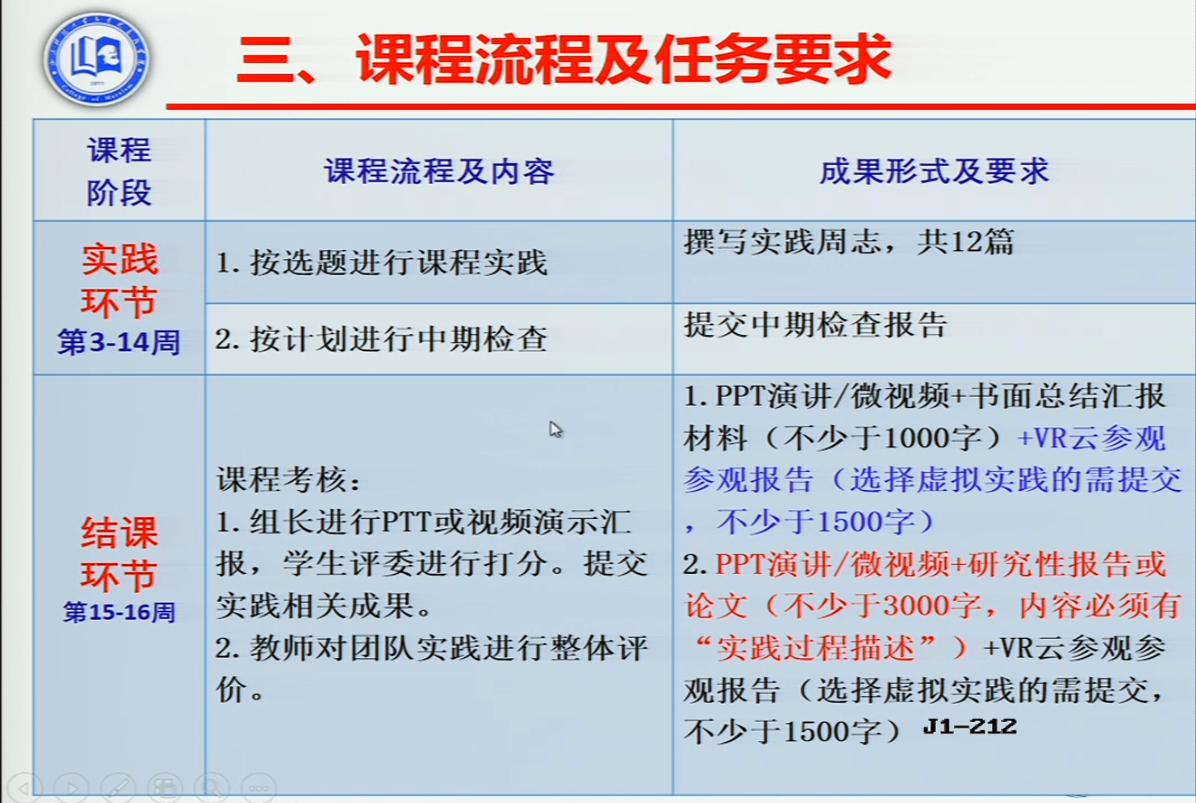 三、课程流程及任务要求
课程
阶段
课程流程及内容
成果形式及要求
实践
环节
第3-14周
1.按选题进行课程实践
撰写实践周志，共12篇
2.按计划进行中期检查
提交中期检查报告
结课
环节
第15-16周
课程考核：
1.组长进行PTT或视频演示汇
报，学生评委进行打分。提交
实践相关成果。
2.教师对团队实践进行整体评
价。
1.PPT演讲/微视频+书面总结汇报
材料（不少于1000字）+VR云参观
参观报告（选择虚拟实践的需提交
，不少于1500字）
2.PPT演讲/微视频+研究性报告或
论文（不少于3000字，内容必须有
“实践过程描述”）+VR云参观参
观报告（选择虚拟实践的需提交，
不少于1500字）
J1-212